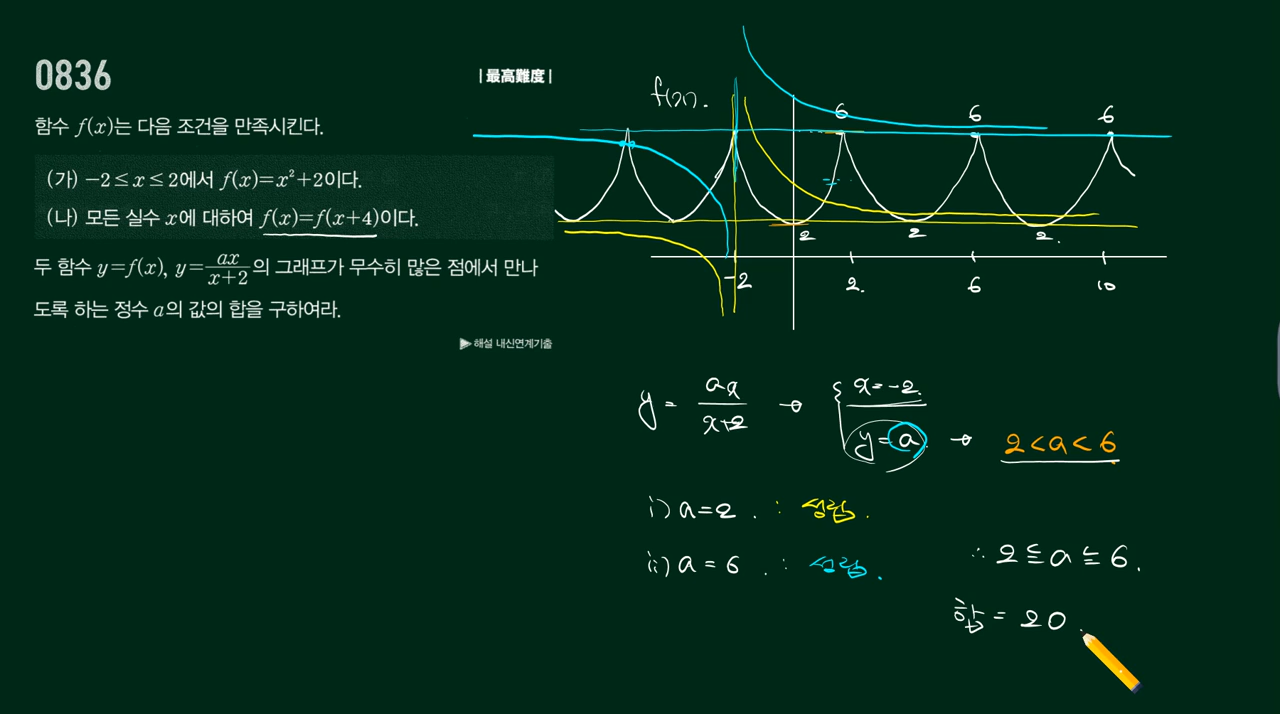 0836
|最高難度|
함수 f(x)는 다음 조건을 만족시킨다.
(가) −2≤x≤2에서 f(x)=x²+2이다.
(나) 모든 실수 x에 대하여 f(x)=f(x+4)이다.
두 함수 y=f(x), y=ax/(x+2)의 그래프가 무수히 많은 점에서 만나
도록 하는 정수 a의 값의 합을 구하여라.
▶ 해설 내신연계기출
f(x).
6 6 6
2 2 2.
-2 2. 6 10
y = ax/(x+2) → { x=-2. y=a. → 2<a<6
i) a=2. ∴ 성립.
ii) a=6. ∴ 성립.
∴ 2≦a≦6.
합= 20.